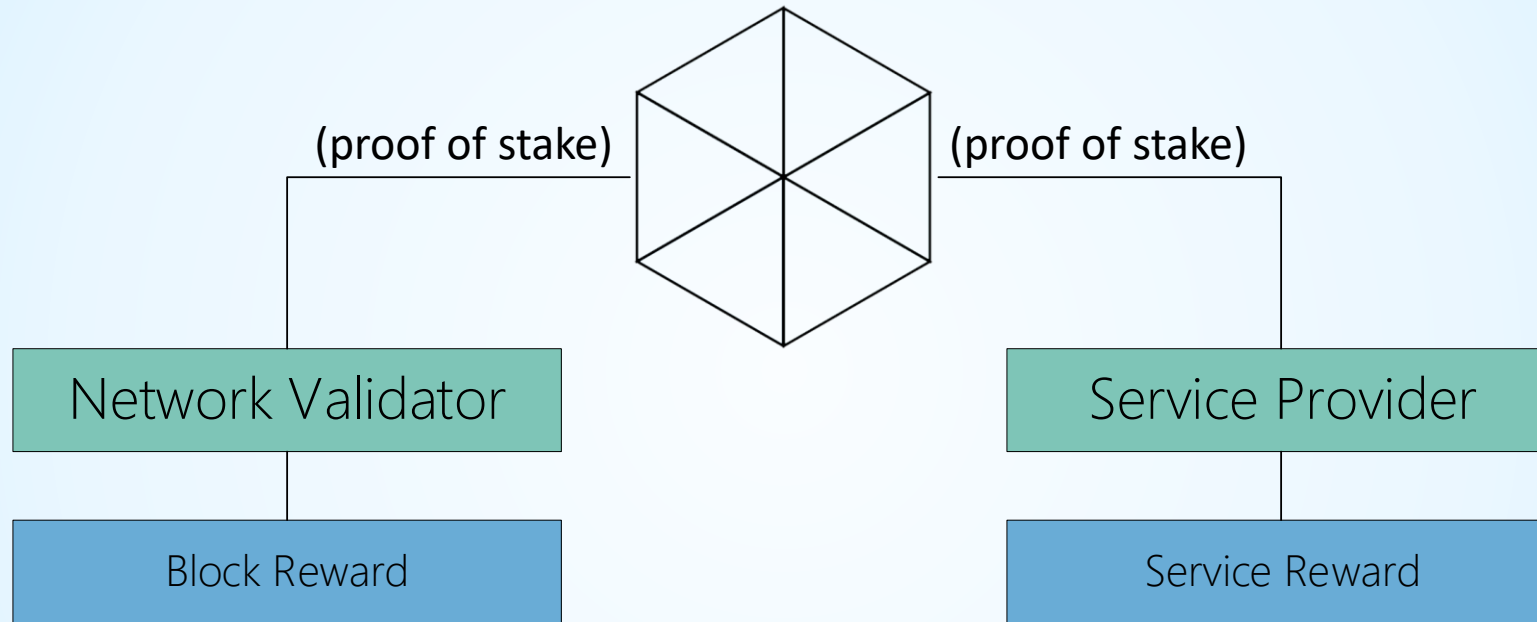 (proof of stake)
(proof of stake)
Network Validator
Service Provider
Block Reward
Service Reward